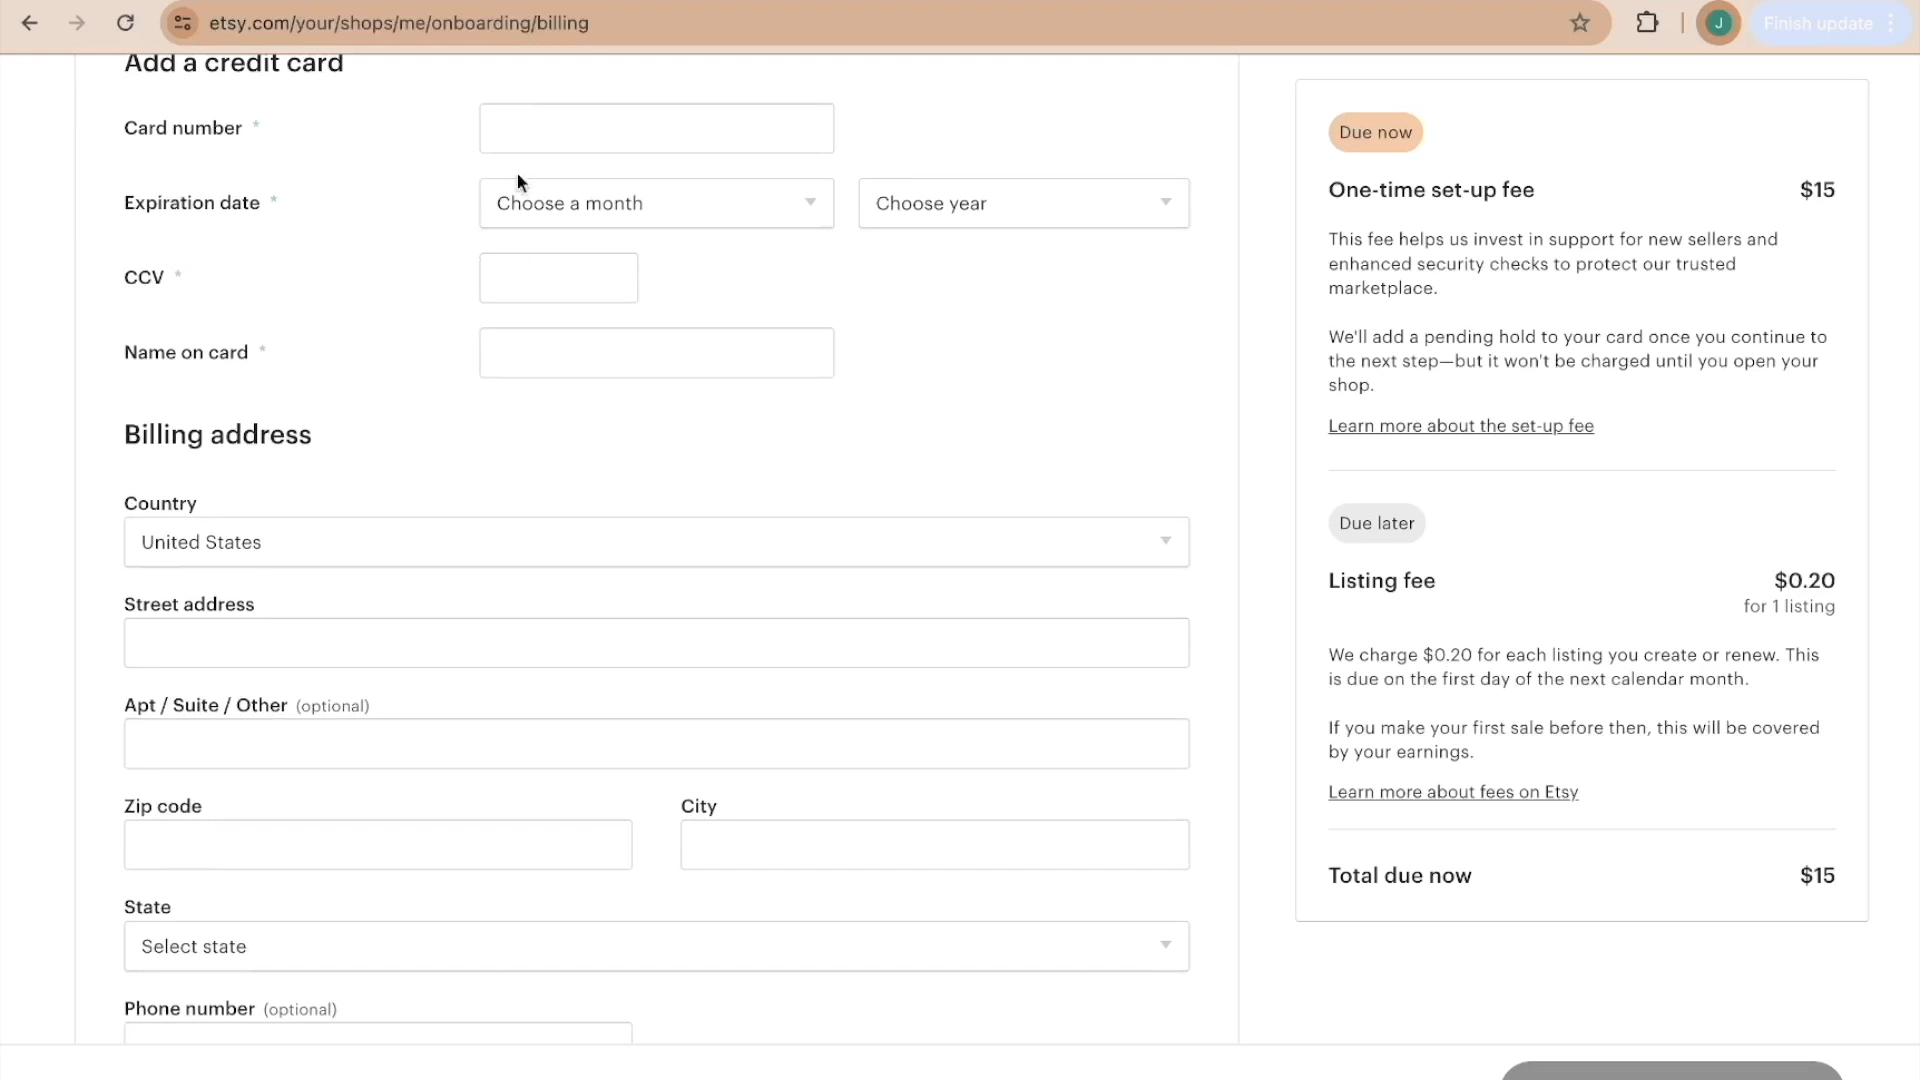 etsy.com/your/shops/me/onboarding/billing
J
Finish update
Add a credit card
Card number *
Expiration date *
Choose a month
Choose year
CCV *
Name on card *
Billing address
Country
United States
Street address
Apt / Suite / Other (optional)
Zip code
City
State
Select state
Phone number (optional)
Due now
One-time set-up fee
$15
This fee helps us invest in support for new sellers and
enhanced security checks to protect our trusted
marketplace.
We'll add a pending hold to your card once you continue to
the next step—but it won't be charged until you open your
shop.
Learn more about the set-up fee
Due later
Listing fee
$0.20
for 1 listing
We charge $0.20 for each listing you create or renew. This
is due on the first day of the next calendar month.
If you make your first sale before then, this will be covered
by your earnings.
Learn more about fees on Etsy
Total due now
$15